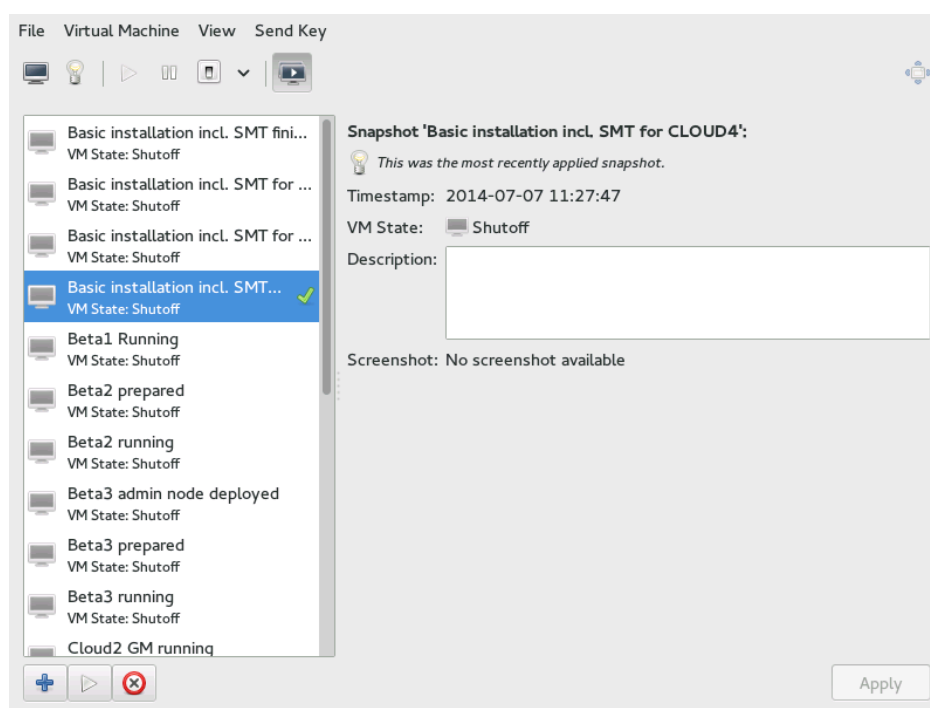 File Virtual Machine View Send Key
Basic installation incl. SMT fini...
VM State: Shutoff
Basic installation incl. SMT for ...
VM State: Shutoff
Basic installation incl. SMT for ...
VM State: Shutoff
Basic installation incl. SMT...
VM State: Shutoff
Beta1 Running
VM State: Shutoff
Beta2 prepared
VM State: Shutoff
Beta2 running
VM State: Shutoff
Beta3 admin node deployed
VM State: Shutoff
Beta3 prepared
VM State: Shutoff
Beta3 running
VM State: Shutoff
Cloud2 GM running
Snapshot 'Basic installation incl. SMT for CLOUD4':
This was the most recently applied snapshot.
Timestamp: 2014-07-07 11:27:47
VM State: Shutoff
Description:
Screenshot: No screenshot available
Apply